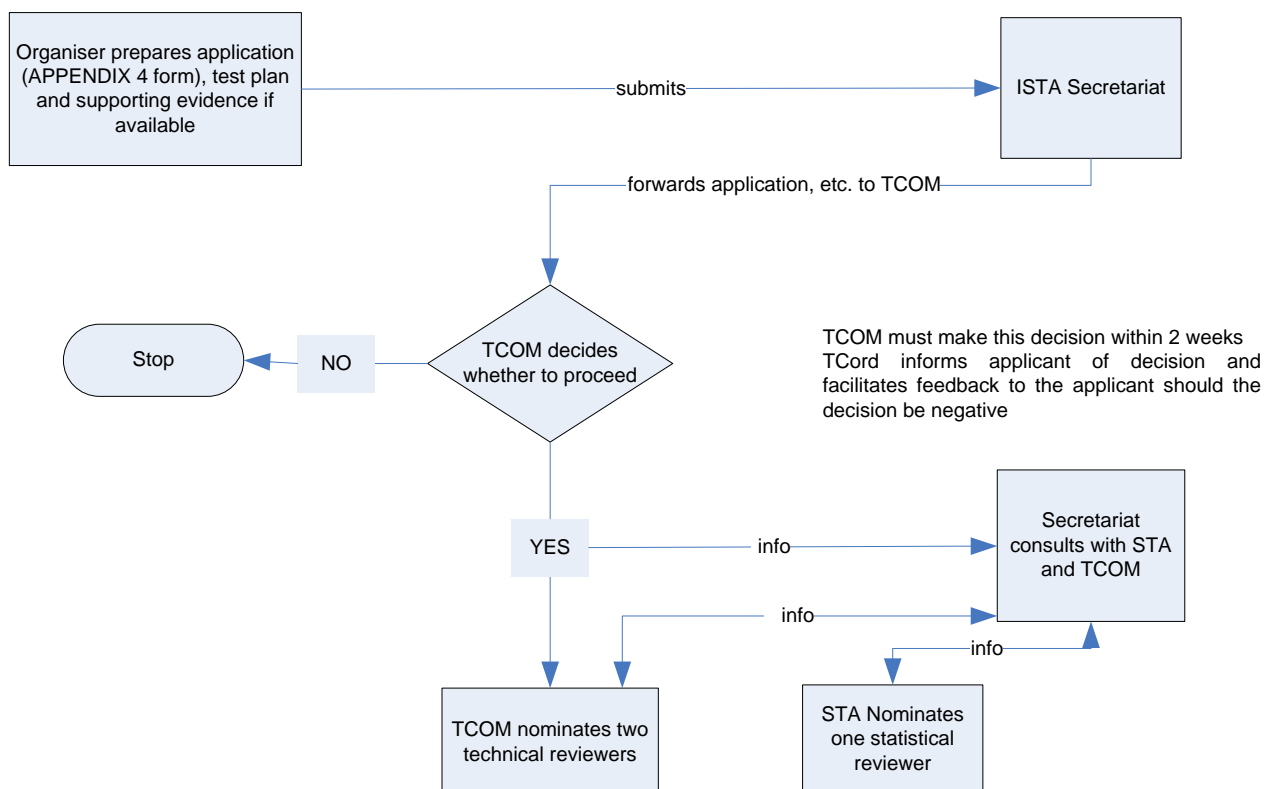 Organiser prepares application
(APPENDIX 4 form), test plan
and supporting evidence if
available
submits
ISTA Secretariat
forwards application, etc. to TCOM
TCOM decides
whether to proceed
NO
Stop
TCOM must make this decision within 2 weeks
TCord informs applicant of decision and
facilitates feedback to the applicant should the
decision be negative
YES
info
Secretariat
consults with STA
and TCOM
info
info
TCOM nominates two
technical reviewers
STA Nominates
one statistical
reviewer